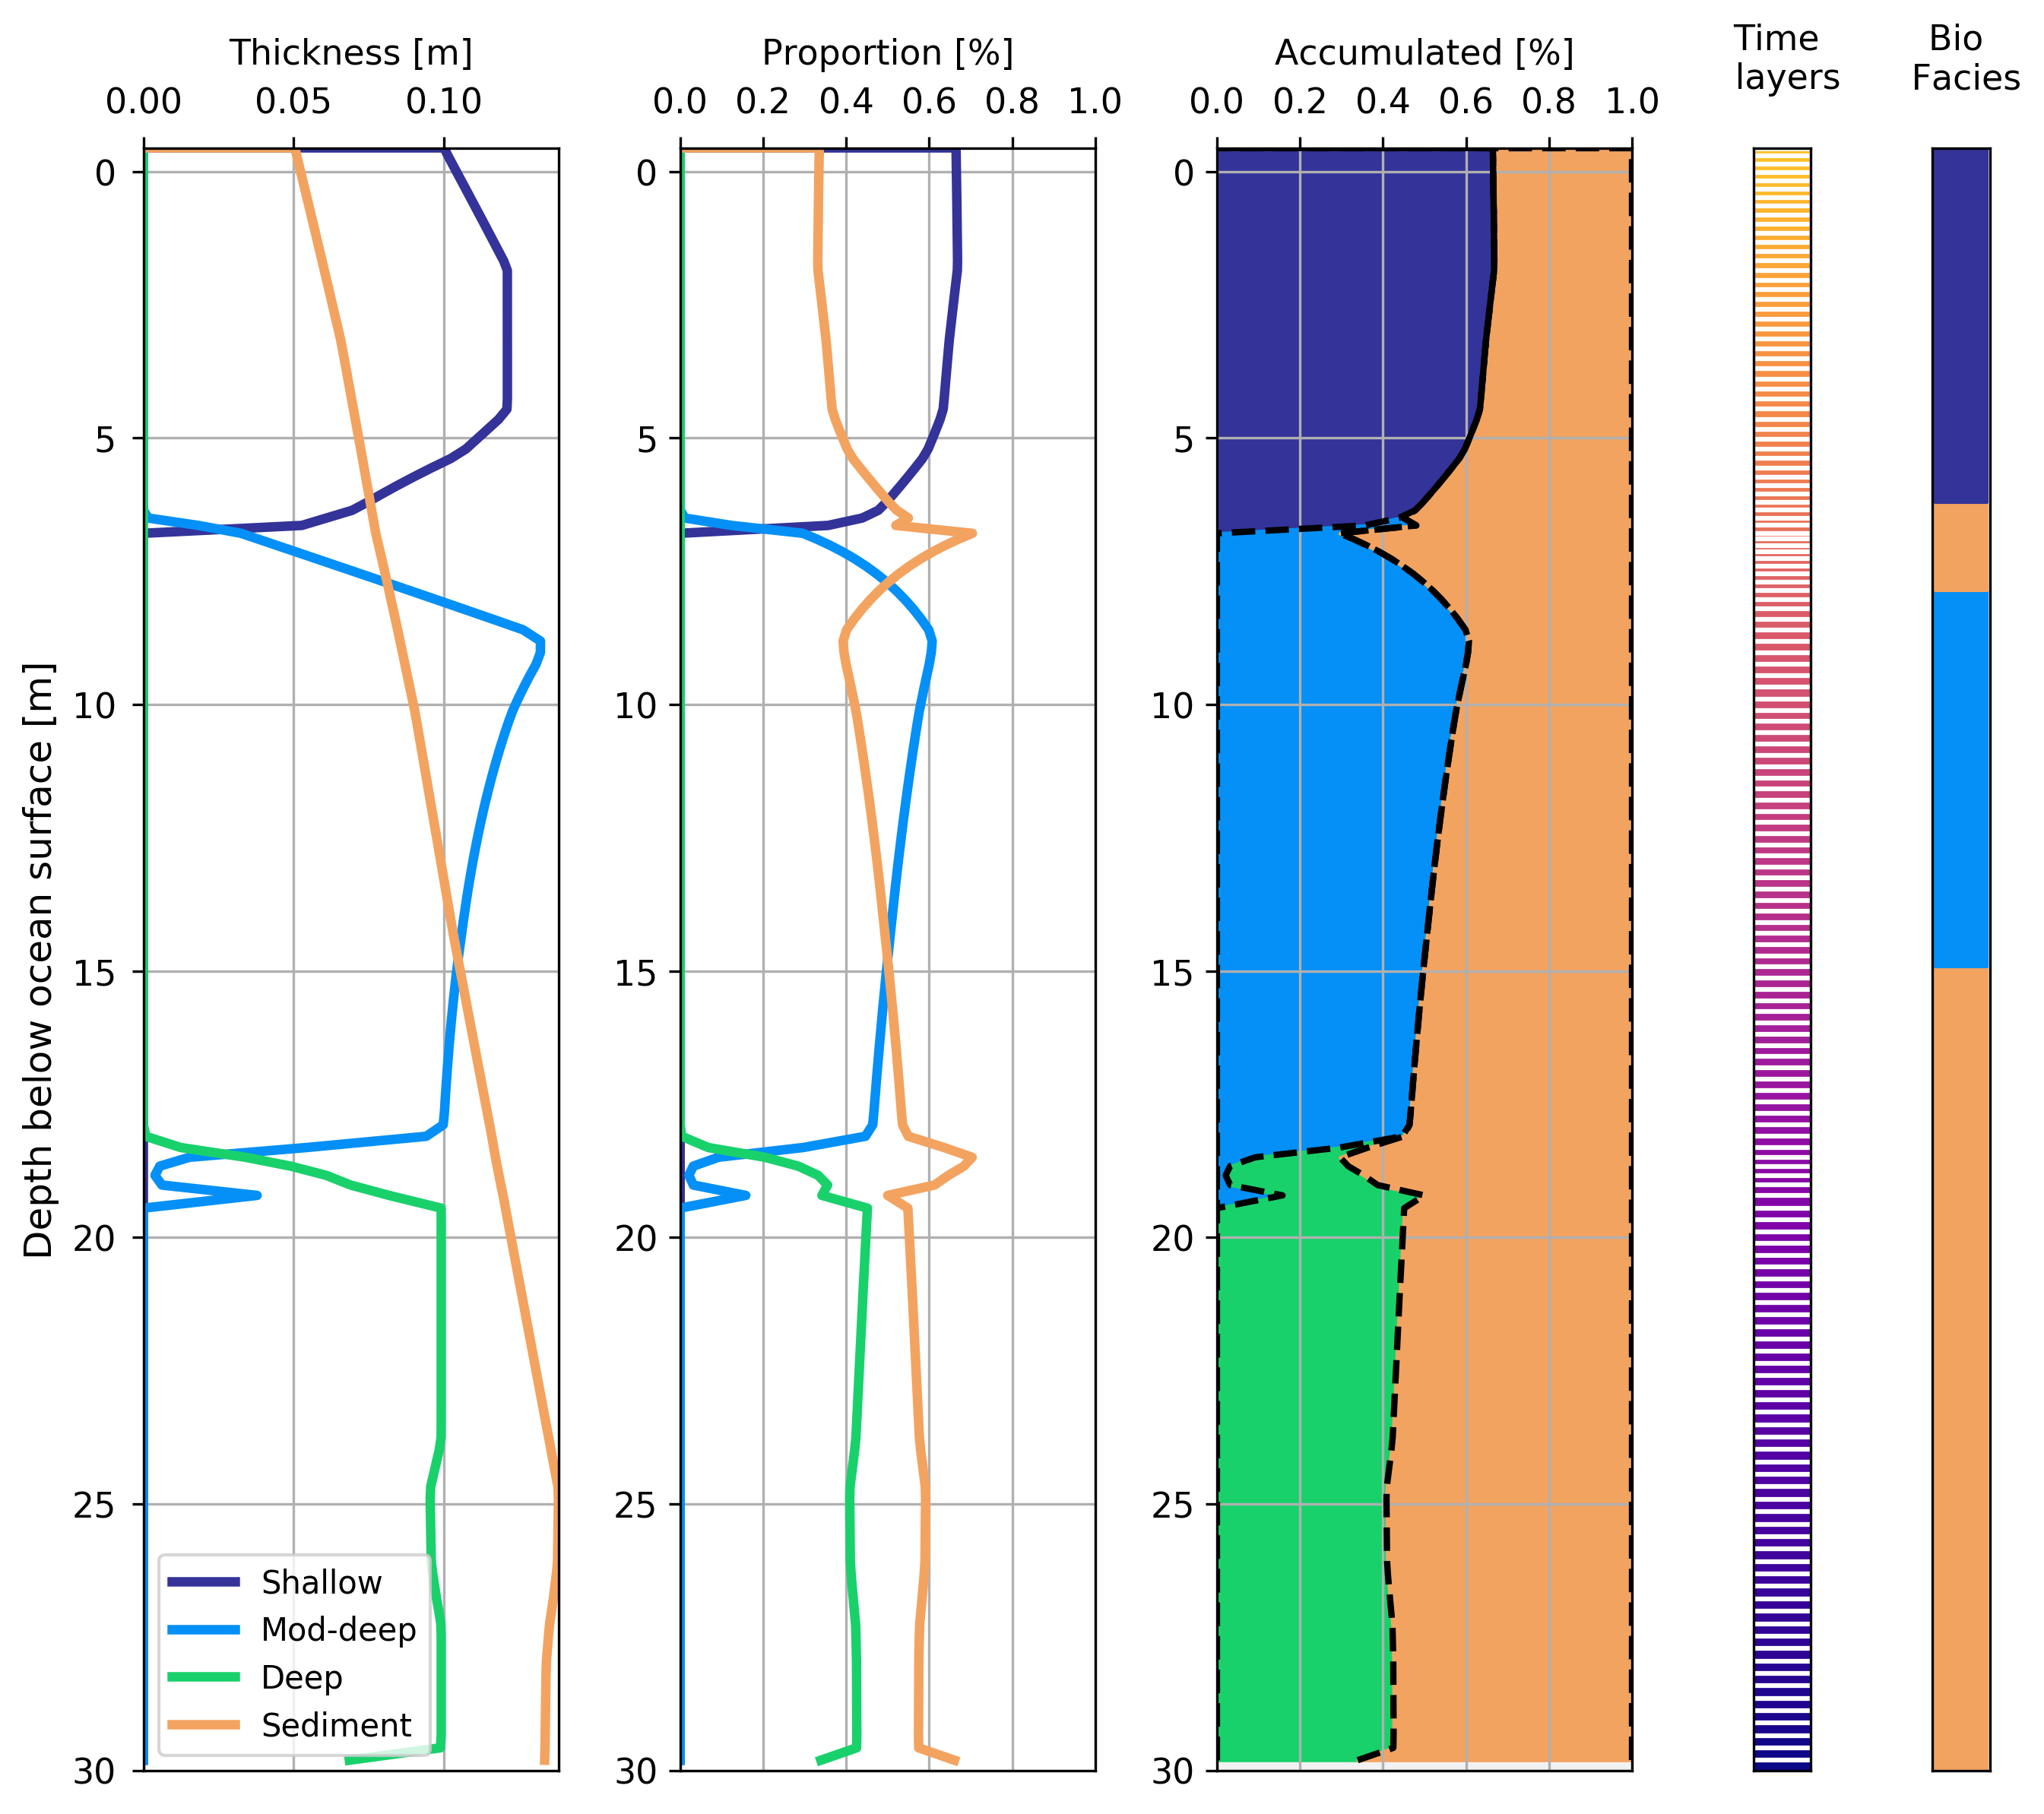 Thickness [m]
0.00 0.05 0.10
Proportion [%]
0.0 0.2 0.4 0.6 0.8 1.0
Accumulated [%]
0.0 0.2 0.4 0.6 0.8 1.0
Time
layers
Bio
Facies
Depth below ocean surface [m]
0
5
10
15
20
25
30
0
5
10
15
20
25
30
0
5
10
15
20
25
30
Shallow
Mod-deep
Deep
Sediment